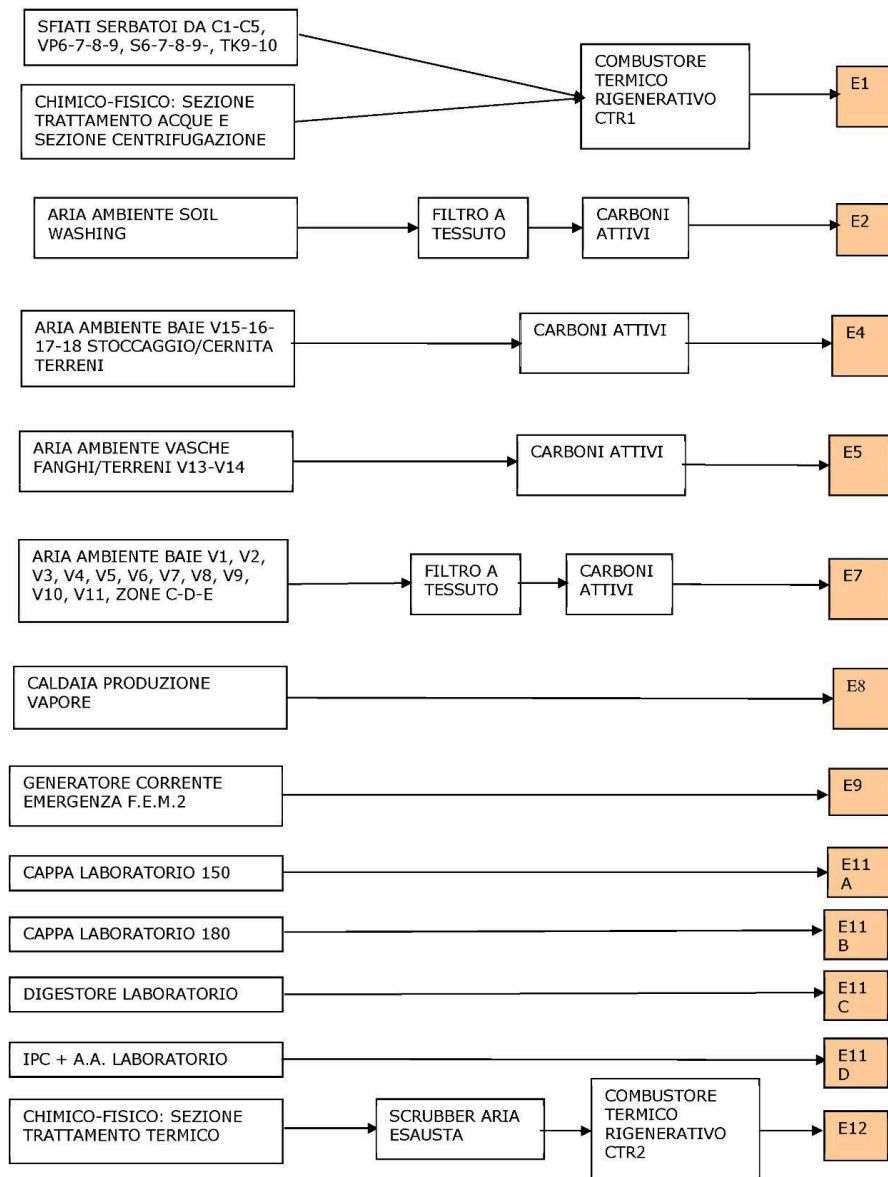 SFIATI SERBATOI DA C1-C5,
VP6-7-8-9, S6-7-8-9-, TK9-10
CHIMICO-FISICO: SEZIONE
TRATTAMENTO ACQUE E
SEZIONE CENTRIFUGAZIONE
COMBUSTORE
TERMICO
RIGENERATIVO
CTR1
E1
ARIA AMBIENTE SOIL
WASHING
FILTRO A
TESSUTO
CARBONI
ATTIVI
E2
ARIA AMBIENTE BAIE V15-16-
17-18 STOCCAGGIO/CERNITA
TERRENI
CARBONI ATTIVI
E4
ARIA AMBIENTE VASCHE
FANGHI/TERRENI V13-V14
CARBONI ATTIVI
E5
ARIA AMBIENTE BAIE V1, V2,
V3, V4, V5, V6, V7, V8, V9,
V10, V11, ZONE C-D-E
FILTRO A
TESSUTO
CARBONI
ATTIVI
E7
CALDAIA PRODUZIONE
VAPORE
E8
GENERATORE CORRENTE
EMERGENZA F.E.M.2
E9
CAPPA LABORATORIO 150
E11
A
CAPPA LABORATORIO 180
E11
B
DIGESTORE LABORATORIO
E11
C
IPC + A.A. LABORATORIO
E11
D
CHIMICO-FISICO: SEZIONE
TRATTAMENTO TERMICO
SCRUBBER ARIA
ESAUSTA
COMBUSTORE
TERMICO
RIGENERATIVO
CTR2
E12